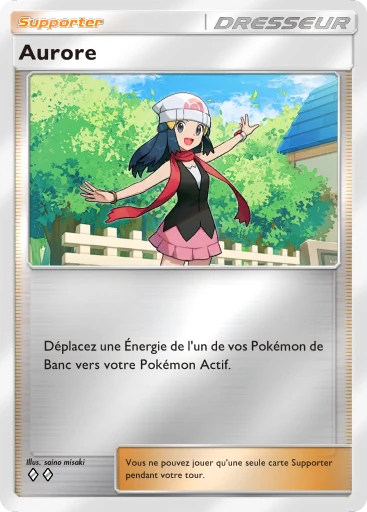 Supporter
DRESSEUR
Aurore
Déplacez une Énergie de l'un de vos Pokémon de
Banc vers votre Pokémon Actif.
Illus. saino misaki
Vous ne pouvez jouer qu'une seule carte Supporter
pendant votre tour.